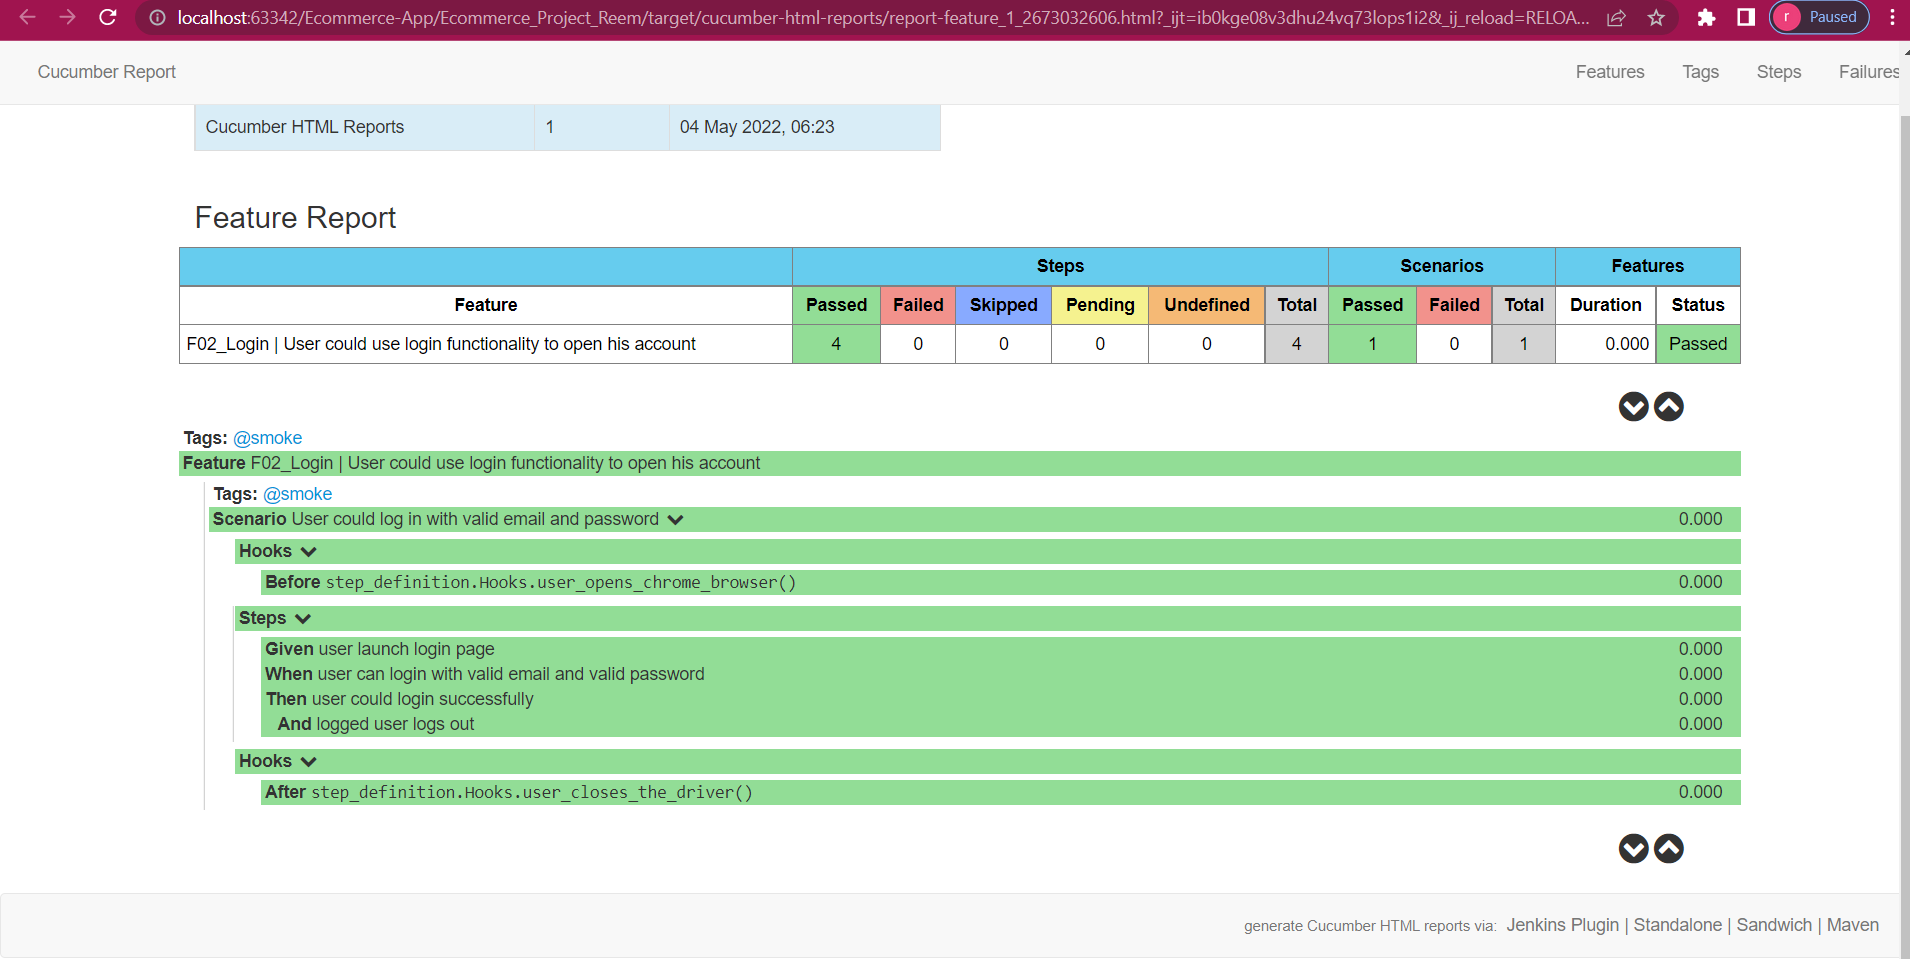 localhost:63342/Ecommerce-App/Ecommerce_Project_Reem/target/cucumber-html-reports/report-feature_1_2673032606.html?_ijt=ib0kge08v3dhu24vq73lops1i2&_ij_reload=RELOA...
r Paused
Cucumber Report Features Tags Steps Failures
Cucumber HTML Reports 1 04 May 2022, 06:23
Feature Report
Steps Scenarios Features
Feature Passed Failed Skipped Pending Undefined Total Passed Failed Total Duration Status
F02_Login | User could use login functionality to open his account 4 0 0 0 0 4 1 0 1 0.000 Passed
Tags: @smoke
Feature F02_Login | User could use login functionality to open his account
Tags: @smoke
Scenario User could log in with valid email and password 0.000
Hooks
Before step_definition.Hooks.user_opens_chrome_browser() 0.000
Steps
Given user launch login page 0.000
When user can login with valid email and valid password 0.000
Then user could login successfully 0.000
And logged user logs out 0.000
Hooks
After step_definition.Hooks.user_closes_the_driver() 0.000
generate Cucumber HTML reports via: Jenkins Plugin | Standalone | Sandwich | Maven